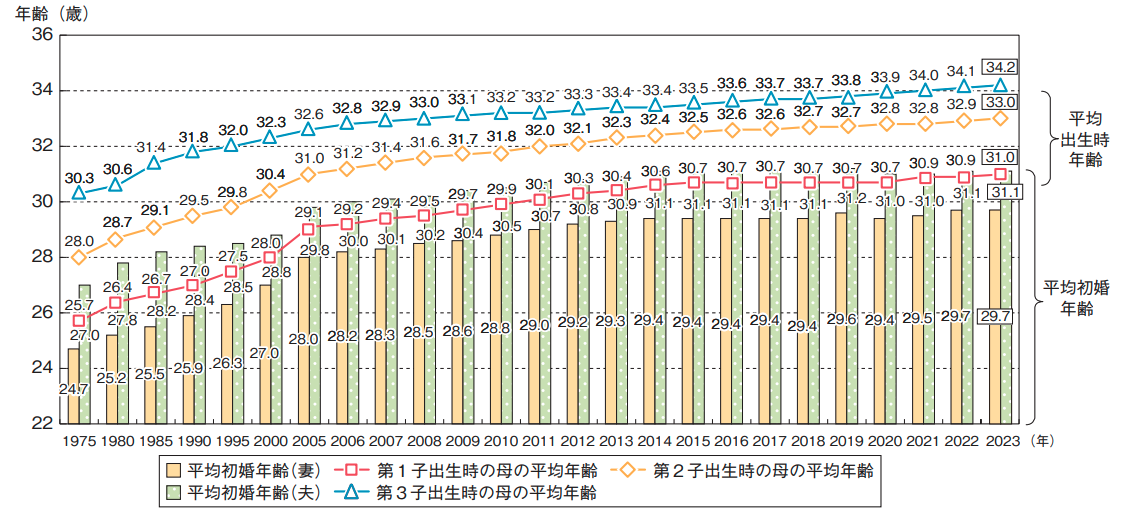 年齢（歳）
36
34
32
30
28
26
24
22
30.3 30.6 31.4 31.8 32.0 32.3 32.6 32.8 32.9 33.0 33.1 33.2 33.2 33.3 33.4 33.4 33.5 33.6 33.7 33.7 33.8 33.9 34.0 34.1 34.2
28.0 28.7 29.1 29.5 29.8 30.4 31.0 31.2 31.4 31.6 31.7 31.8 32.0 32.1 32.3 32.4 32.5 32.6 32.6 32.7 32.7 32.8 32.8 32.9 33.0
25.7 26.4 26.7 27.0 27.5 28.0 29.1 29.2 29.4 29.5 29.7 29.9 30.1 30.3 30.4 30.6 30.7 30.7 30.7 30.7 30.7 30.7 30.9 30.9 31.0
27.0 27.8 28.2 28.4 28.5 28.8 29.8 30.0 30.1 30.2 30.4 30.5 30.7 30.8 30.9 31.1 31.1 31.1 31.1 31.1 31.2 31.0 31.0 31.1 31.1
24.7 25.2 25.5 25.9 26.3 27.0 28.0 28.2 28.3 28.5 28.6 28.8 29.0 29.2 29.3 29.4 29.4 29.4 29.4 29.4 29.6 29.4 29.5 29.7 29.7
平均
出生時
年齢
平均初婚
年齢
1975 1980 1985 1990 1995 2000 2005 2006 2007 2008 2009 2010 2011 2012 2013 2014 2015 2016 2017 2018 2019 2020 2021 2022 2023 （年）
平均初婚年齢（妻） 第１子出生時の母の平均年齢 第２子出生時の母の平均年齢
平均初婚年齢（夫） 第３子出生時の母の平均年齢